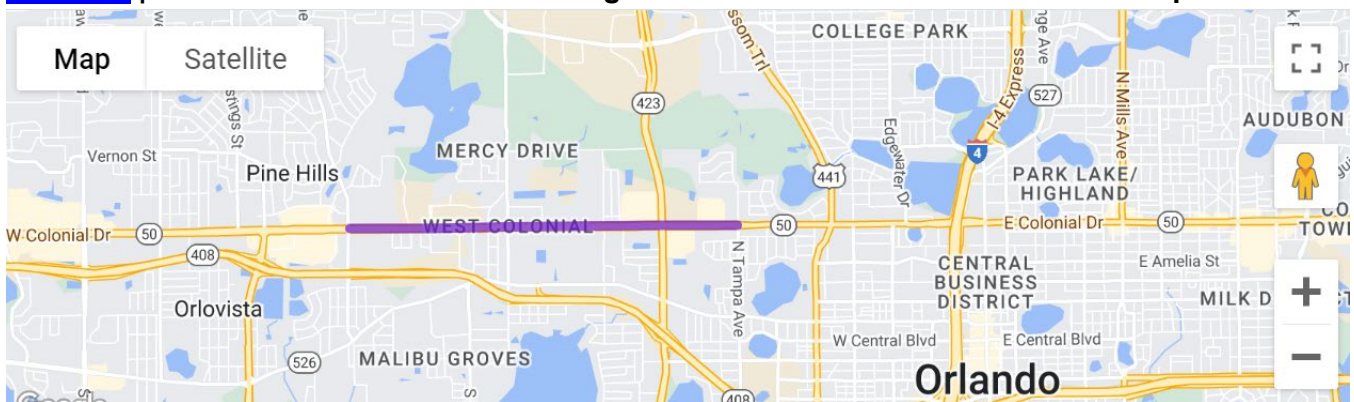 Map
Satellite
COLLEGE PARK
I-4 Express
N Mills Ave
527
423
AUDUBON
Vernon St
MERCY DRIVE
Edgewater Dr
4
Pine Hills
441
PARK LAKE/
HIGHLAND
W Colonial Dr
50
WEST COLONIAL
50
E Colonial Dr
50
408
N Tampa Ave
CENTRAL
BUSINESS
DISTRICT
E Amelia St
Orlovista
MILK D
W Central Blvd
E Central Blvd
526
MALIBU GROVES
Orlando
408